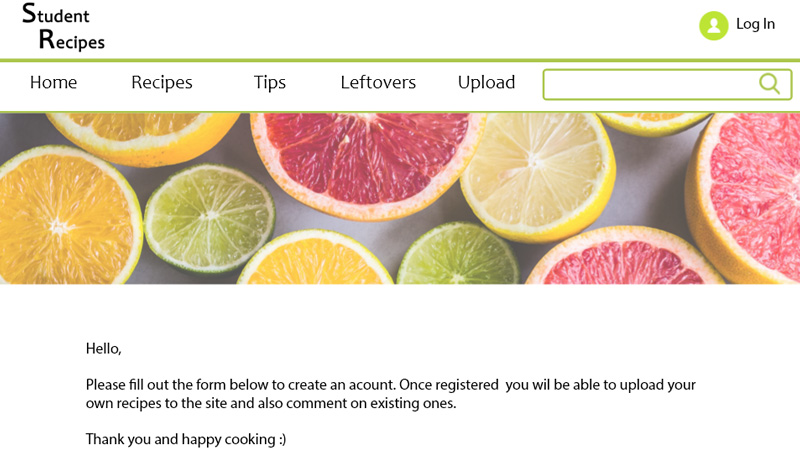 Student
Recipes
Log In
Home Recipes Tips Leftovers Upload
Hello,
Please fill out the form below to create an acount. Once registered you wil be able to upload your
own recipes to the site and also comment on existing ones.
Thank you and happy cooking :)